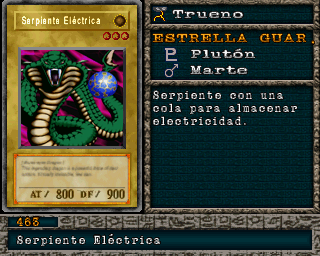 Serpiente Eléctrica
AT/ 800 DF/ 900
Trueno
ESTRELLA GUAR.
Plutón
Marte
Serpiente con una
cola para almacenar
electricidad.
463
Serpiente Eléctrica